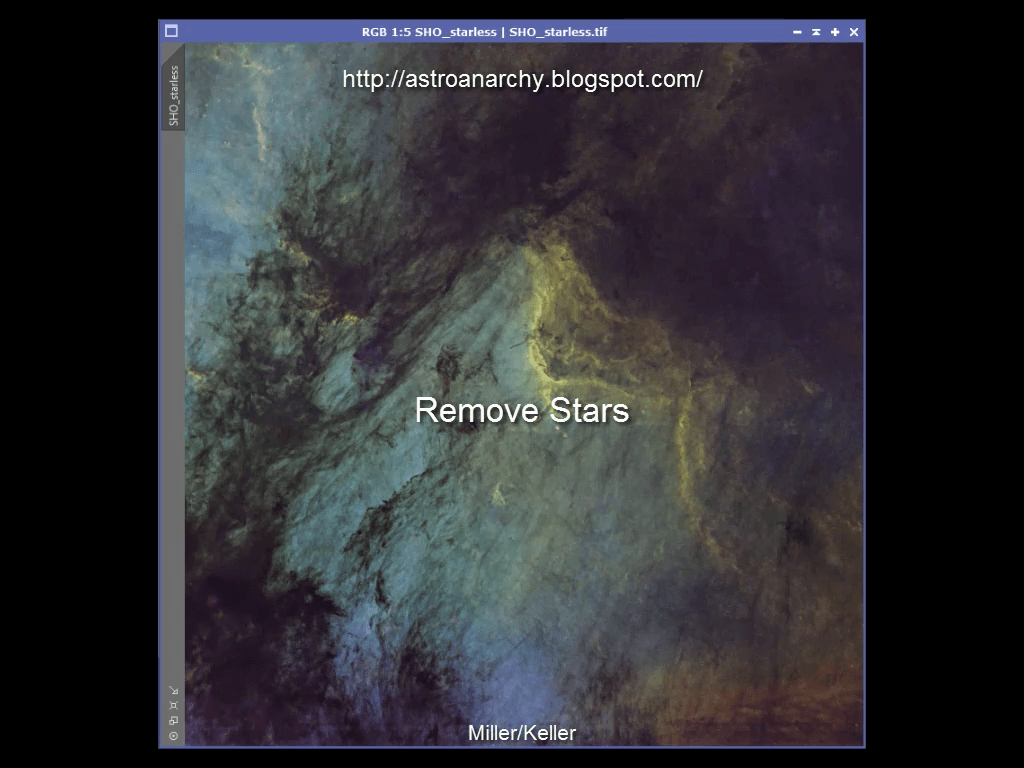 RGB 1:5 SHO_starless | SHO_starless.tif
SHO_starless
http://astroanarchy.blogspot.com/
Remove Stars
Miller/Keller